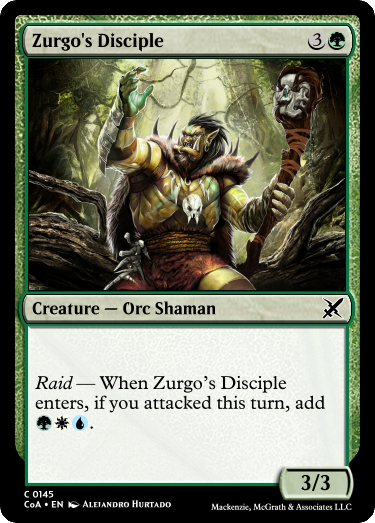 Zurgo's Disciple 3
Creature — Orc Shaman
Raid — When Zurgo's Disciple
enters, if you attacked this turn, add
.
3/3
C 0145
CoA • EN Alejandro Hurtado
Mackenzie, McGrath & Associates LLC